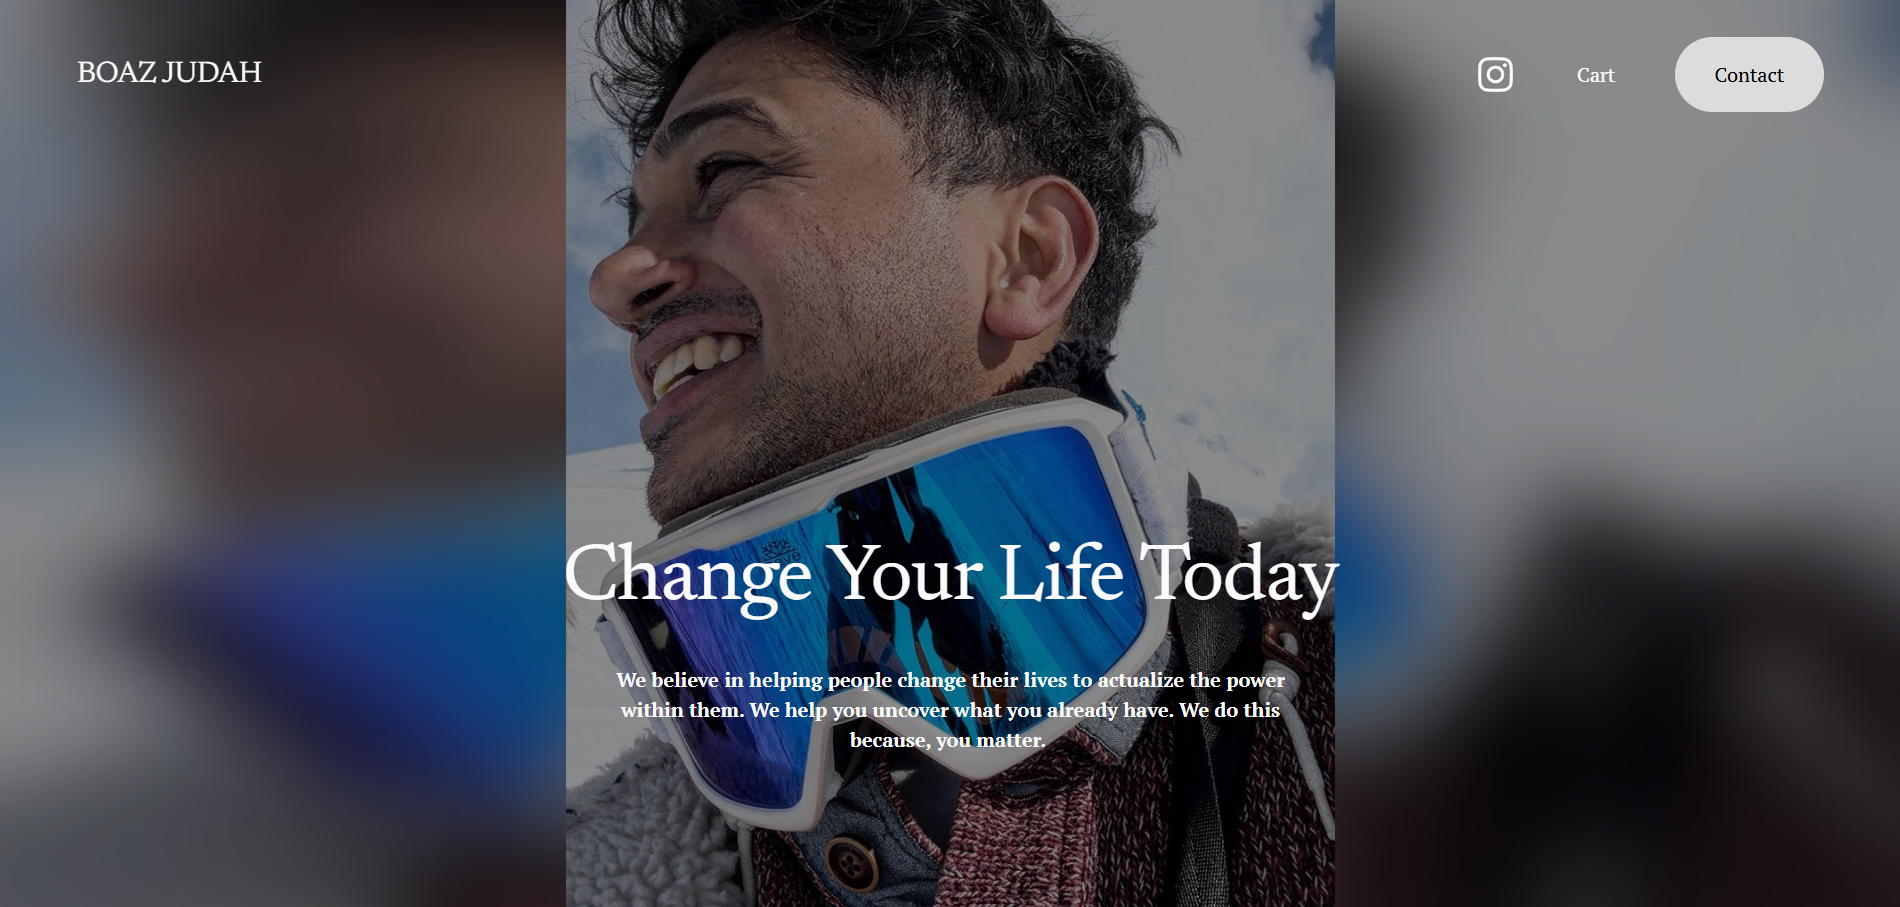 BOAZ JUDAH
Cart
Contact
Change Your Life Today
We believe in helping people change their lives to actualize the power
within them. We help you uncover what you already have. We do this
because, you matter.